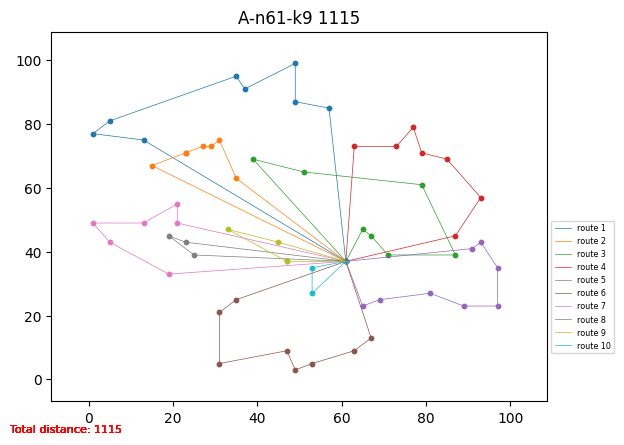 A-n61-k9 1115
100
80
60
40
20
0
0 20 40 60 80 100
route 1
route 2
route 3
route 4
route 5
route 6
route 7
route 8
route 9
route 10
Total distance: 1115